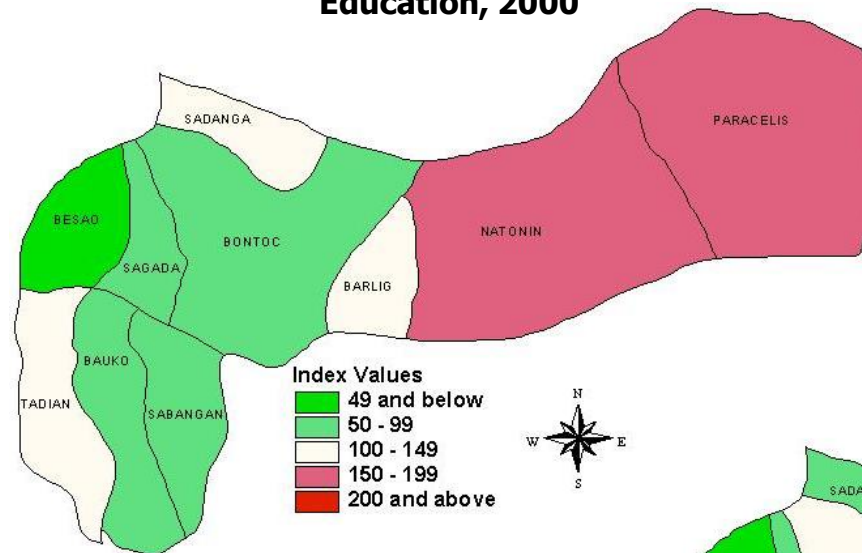 Education, 2000
SADANGA
PARACELIS
BESAO
NATONIN
BONTOC
SAGADA
BARLIG
BAUKO
TADIAN
SABANGAN
Index Values
49 and below
50 - 99
100 - 149
150 - 199
200 and above
N
W E
S